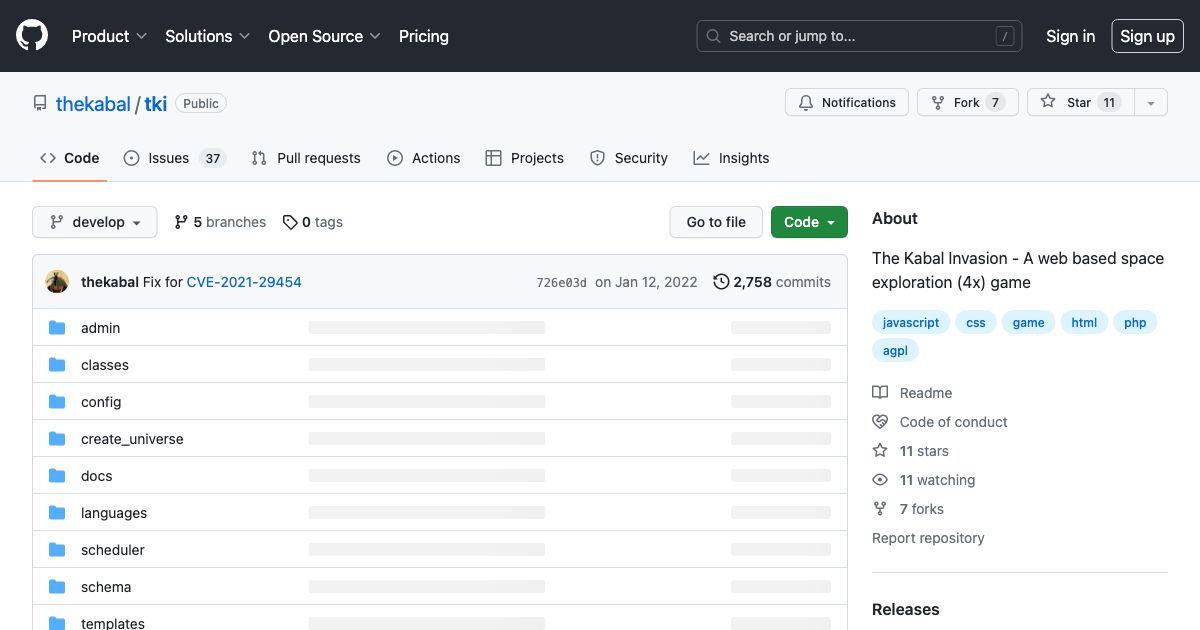 Product Solutions Open Source Pricing Search or jump to... / Sign in Sign up
thekabal / tki Public Notifications Fork 7 Star 11
Code Issues 37 Pull requests Actions Projects Security Insights
develop 5 branches 0 tags Go to file Code
thekabal Fix for CVE-2021-29454 726e03d on Jan 12, 2022 2,758 commits
admin
classes
config
create_universe
docs
languages
scheduler
schema
templates
About
The Kabal Invasion - A web based space
exploration (4x) game
javascript css game html php
agpl
Readme
Code of conduct
11 stars
11 watching
7 forks
Report repository
Releases